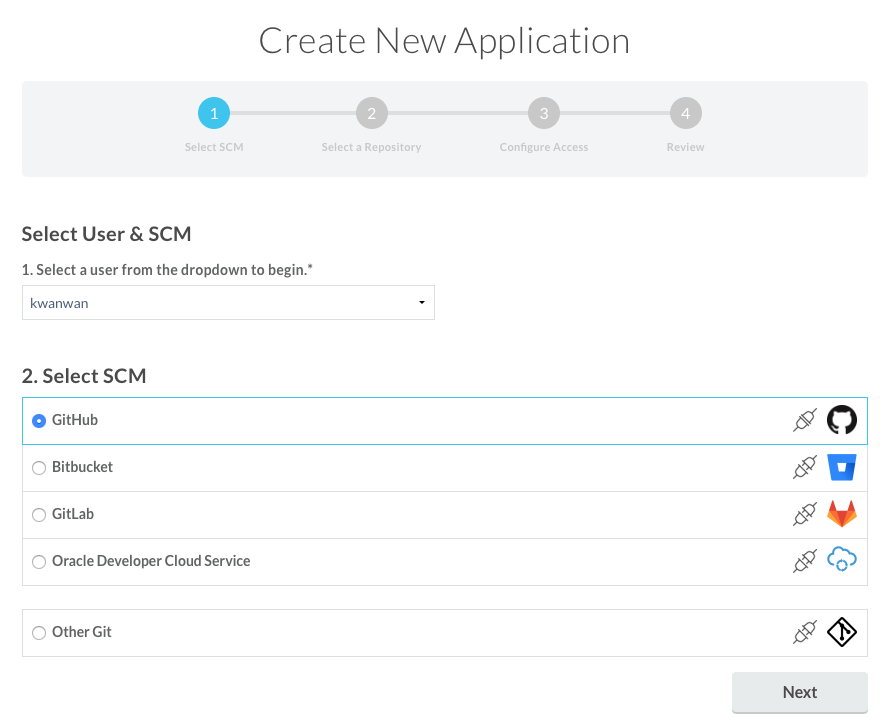 Create New Application
1 2 3 4
Select SCM Select a Repository Configure Access Review
Select User & SCM
1. Select a user from the dropdown to begin.*
kwanwan
2. Select SCM
GitHub
Bitbucket
GitLab
Oracle Developer Cloud Service
Other Git
Next